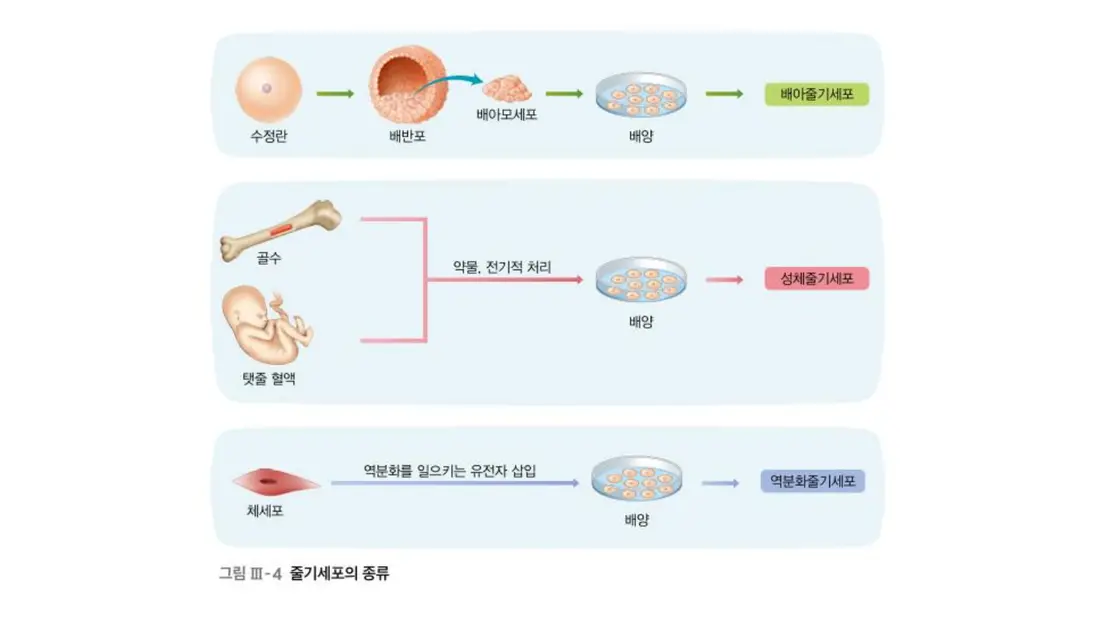 수정란
배반포
배아모세포
배양
배아줄기세포
골수
탯줄 혈액
약물, 전기적 처리
배양
성체줄기세포
체세포
역분화를 일으키는 유전자 삽입
배양
역분화줄기세포
그림 Ⅲ-4 줄기세포의 종류